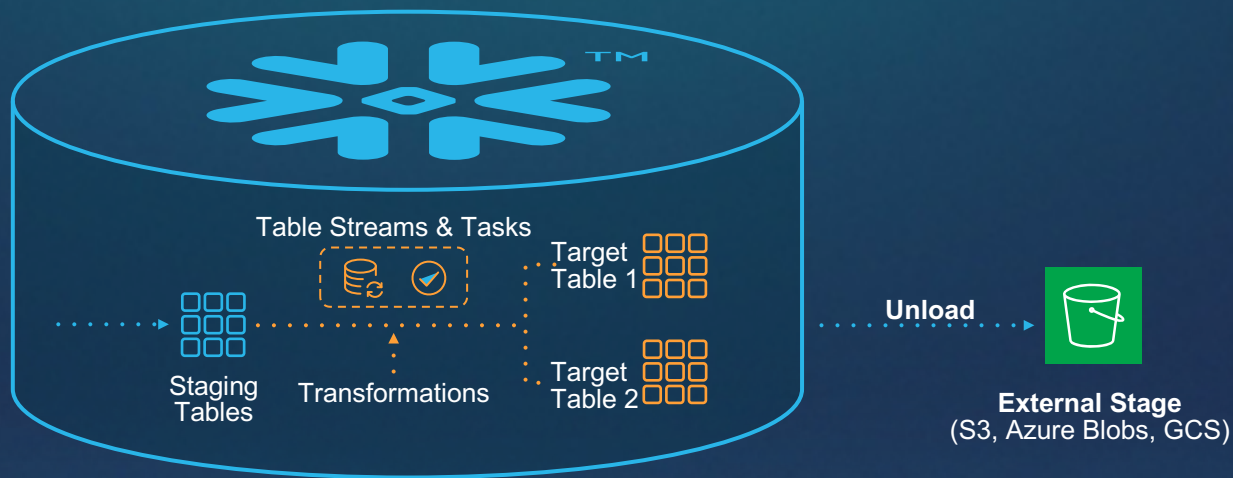 TM
Table Streams & Tasks
Target
Table 1
Unload
Staging
Tables
Transformations
Target
Table 2
External Stage
(S3, Azure Blobs, GCS)